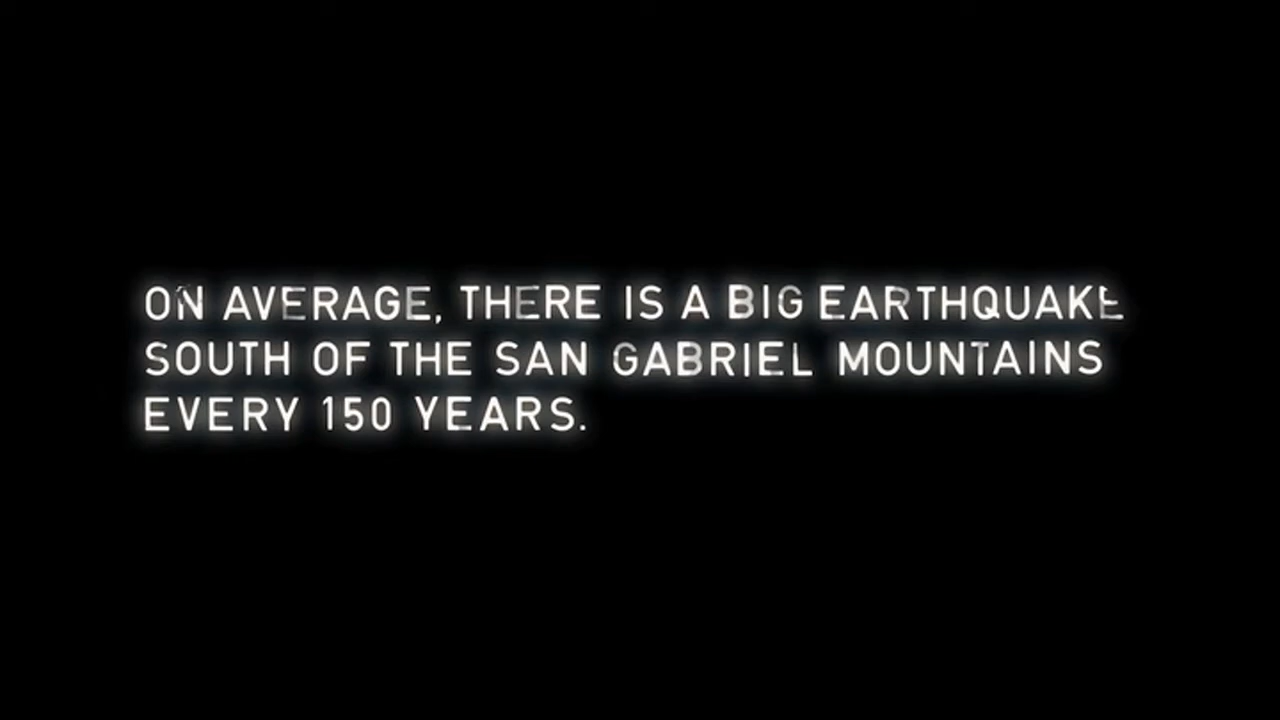 ON AVERAGE, THERE IS A BIG EARTHQUAKE
SOUTH OF THE SAN GABRIEL MOUNTAINS
EVERY 150 YEARS.